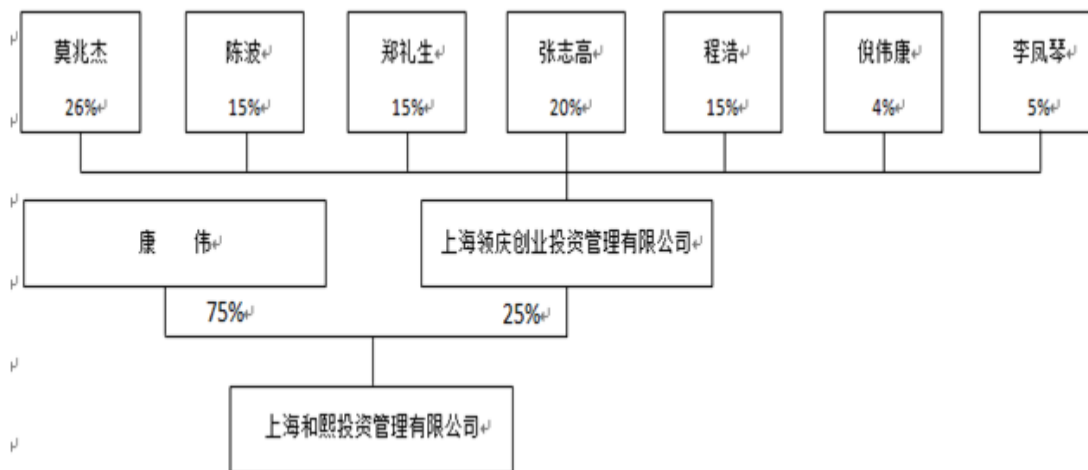 莫兆杰
26%
陈波
15%
郑礼生
15%
张志高
20%
程浩
15%
倪伟康
4%
李凤琴
5%
康 伟
上海领庆创业投资管理有限公司
75%
25%
上海和熙投资管理有限公司